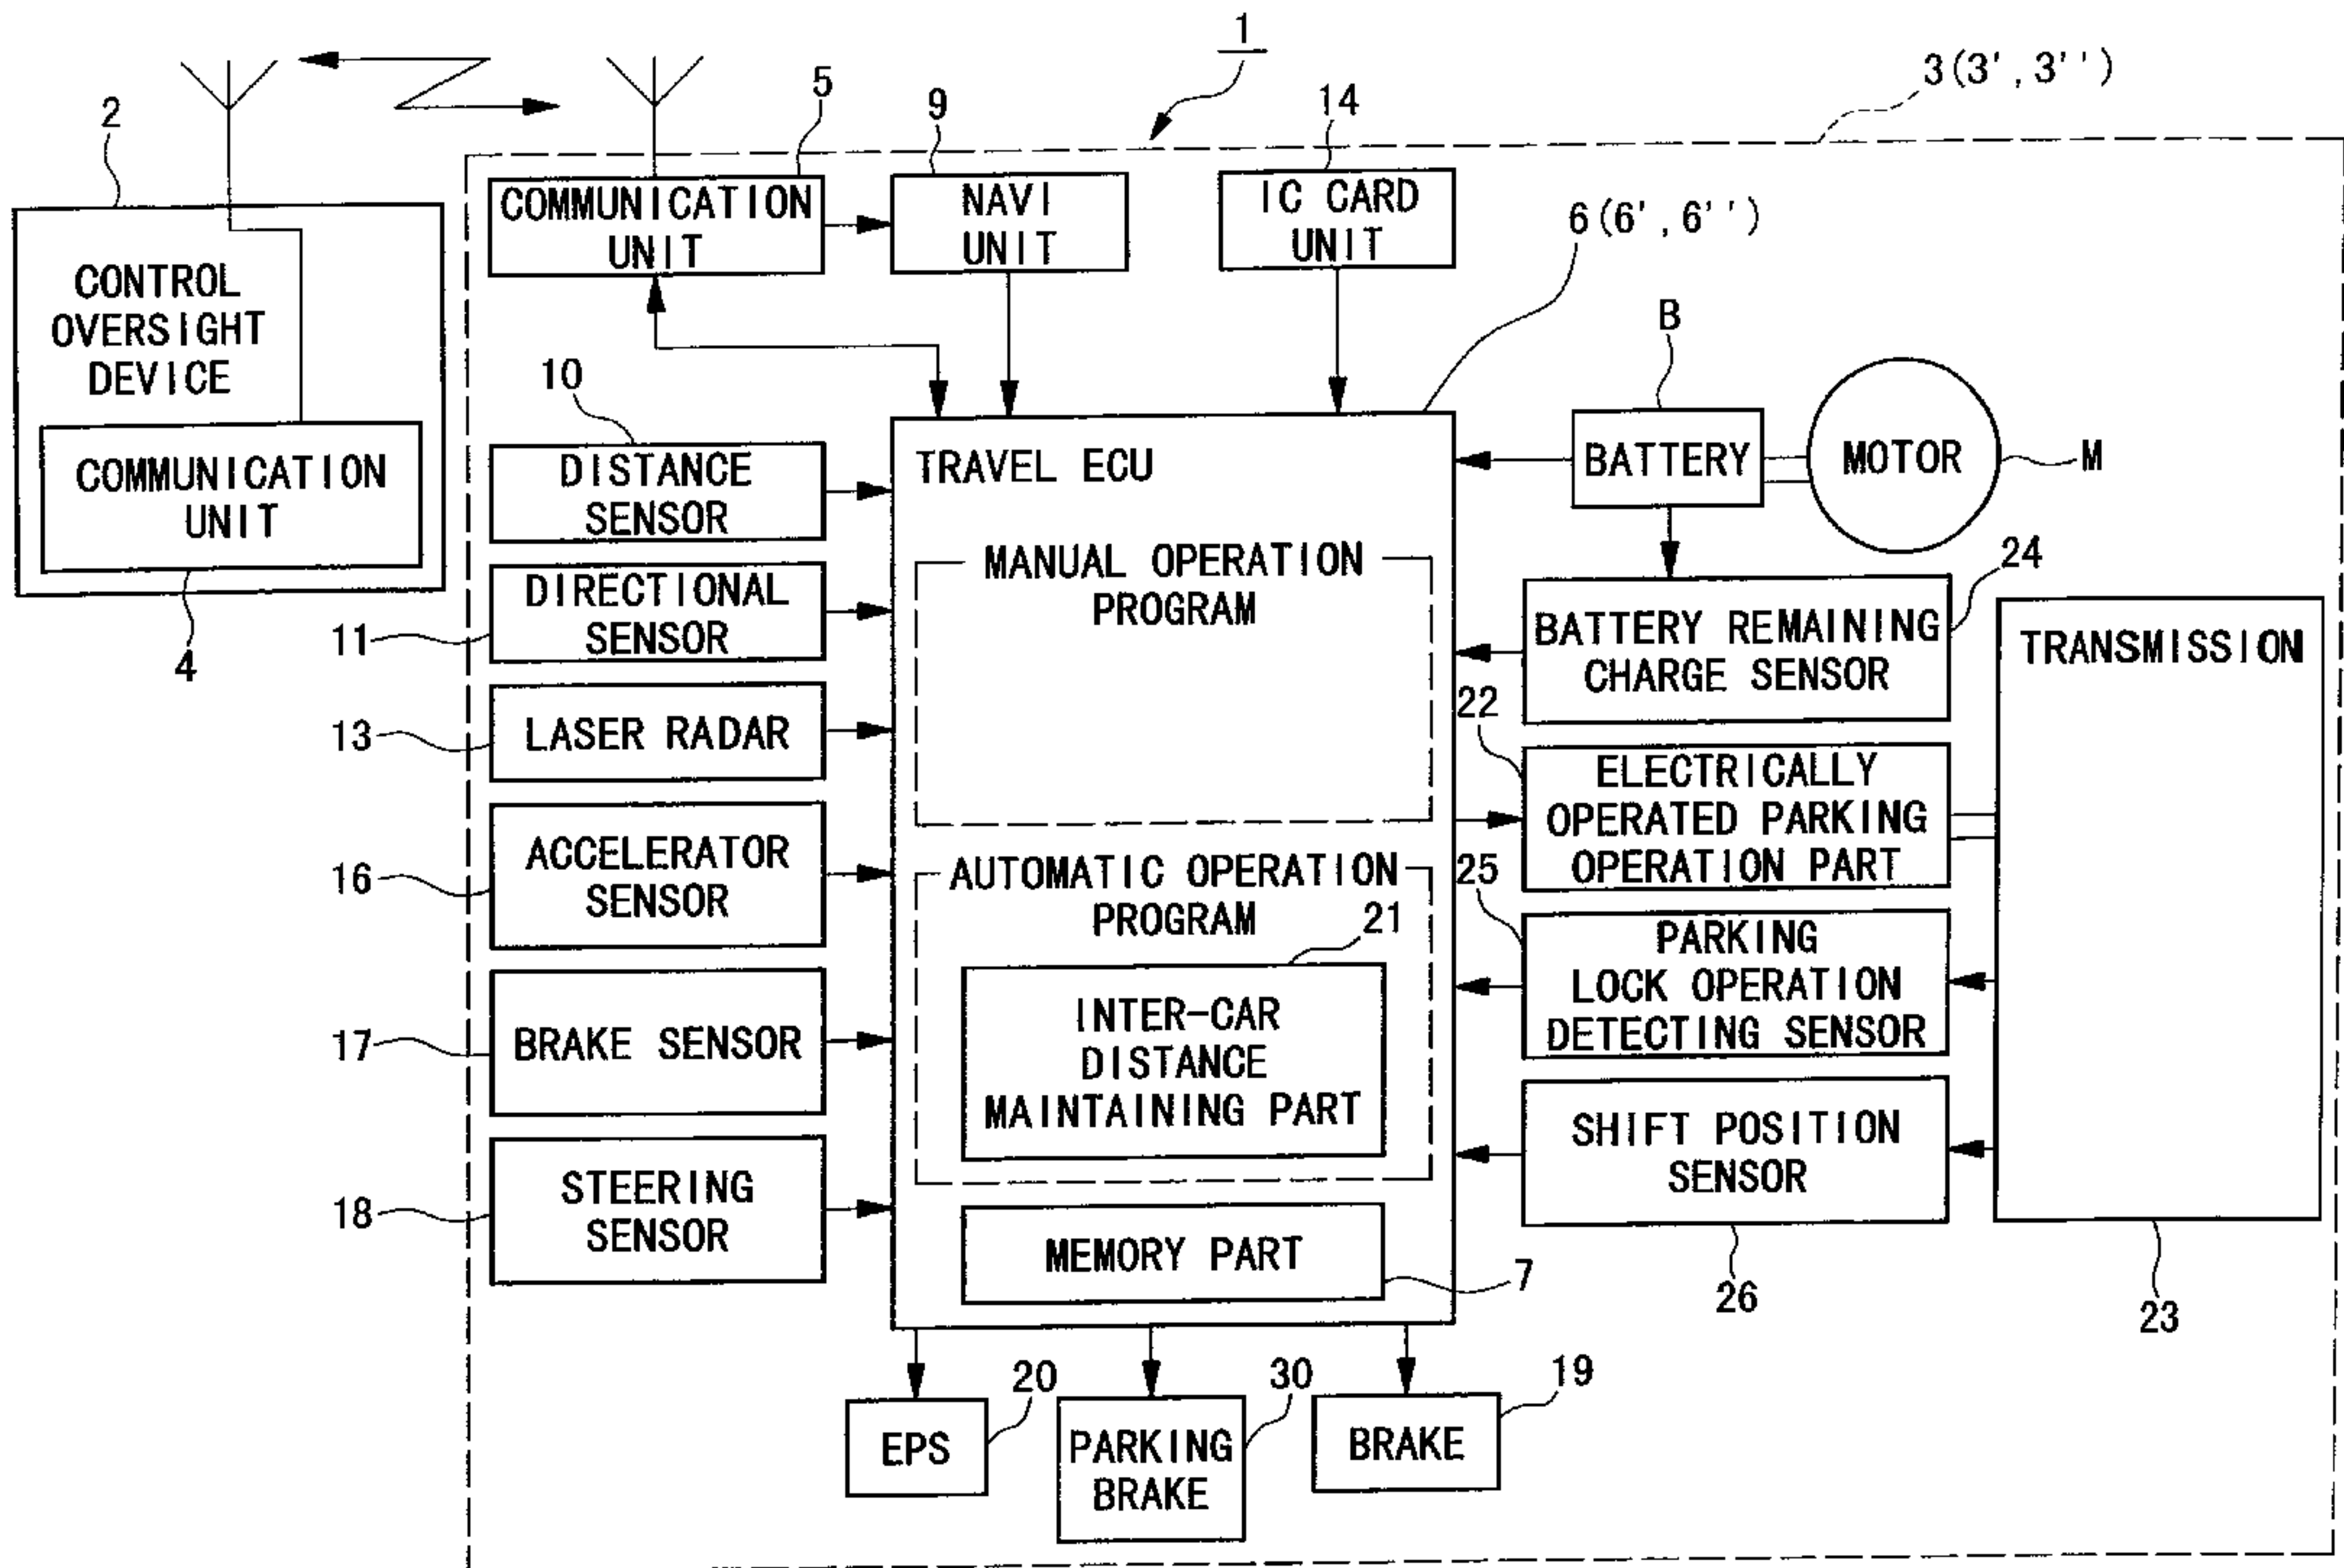 1
3(3',3'')
2
5
9
14
COMMUNICATION
UNIT
NAVI
UNIT
IC CARD
UNIT
6(6',6'')
CONTROL
OVERSIGHT
DEVICE
COMMUNICATION
UNIT
4
B
BATTERY
MOTOR
M
10
DISTANCE
SENSOR
11
DIRECTIONAL
SENSOR
13
LASER RADAR
16
ACCELERATOR
SENSOR
17
BRAKE SENSOR
18
STEERING
SENSOR
TRAVEL ECU
MANUAL OPERATION
PROGRAM
AUTOMATIC OPERATION
PROGRAM
21
INTER-CAR
DISTANCE
MAINTAINING PART
MEMORY PART
7
24
BATTERY REMAINING
CHARGE SENSOR
22
ELECTRICALLY
OPERATED PARKING
OPERATION PART
25
PARKING
LOCK OPERATION
DETECTING SENSOR
SHIFT POSITION
SENSOR
26
TRANSMISSION
23
20
EPS
30
PARKING
BRAKE
19
BRAKE